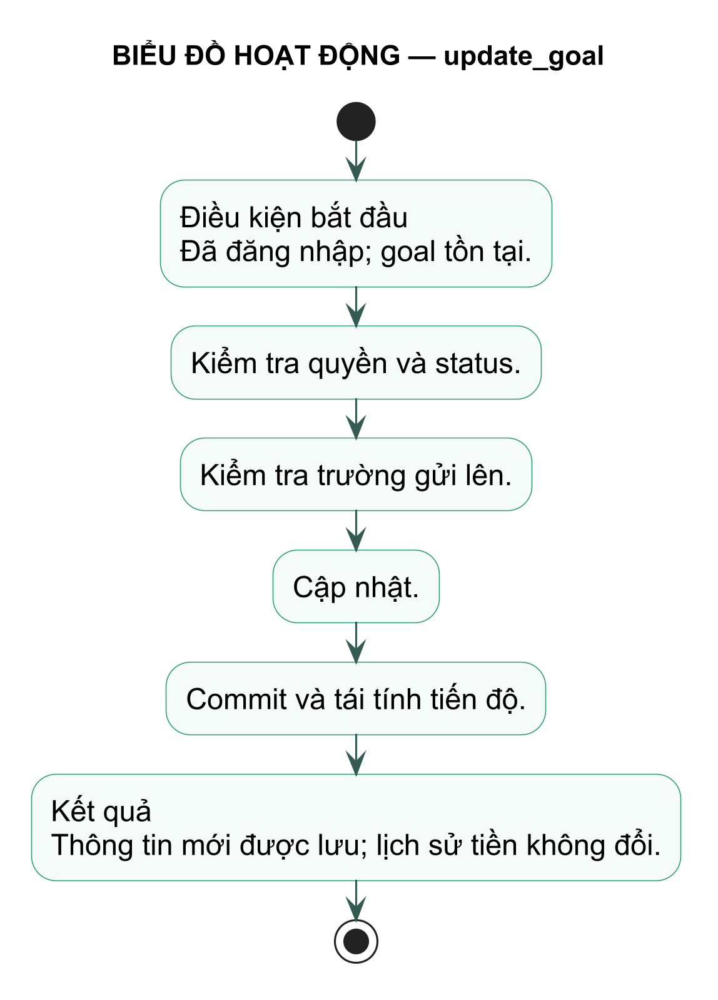 BIỂU ĐỒ HOẠT ĐỘNG — update_goal
Điều kiện bắt đầu
Đã đăng nhập; goal tồn tại.
Kiểm tra quyền và status.
Kiểm tra trường gửi lên.
Cập nhật.
Commit và tái tính tiến độ.
Kết quả
Thông tin mới được lưu; lịch sử tiền không đổi.